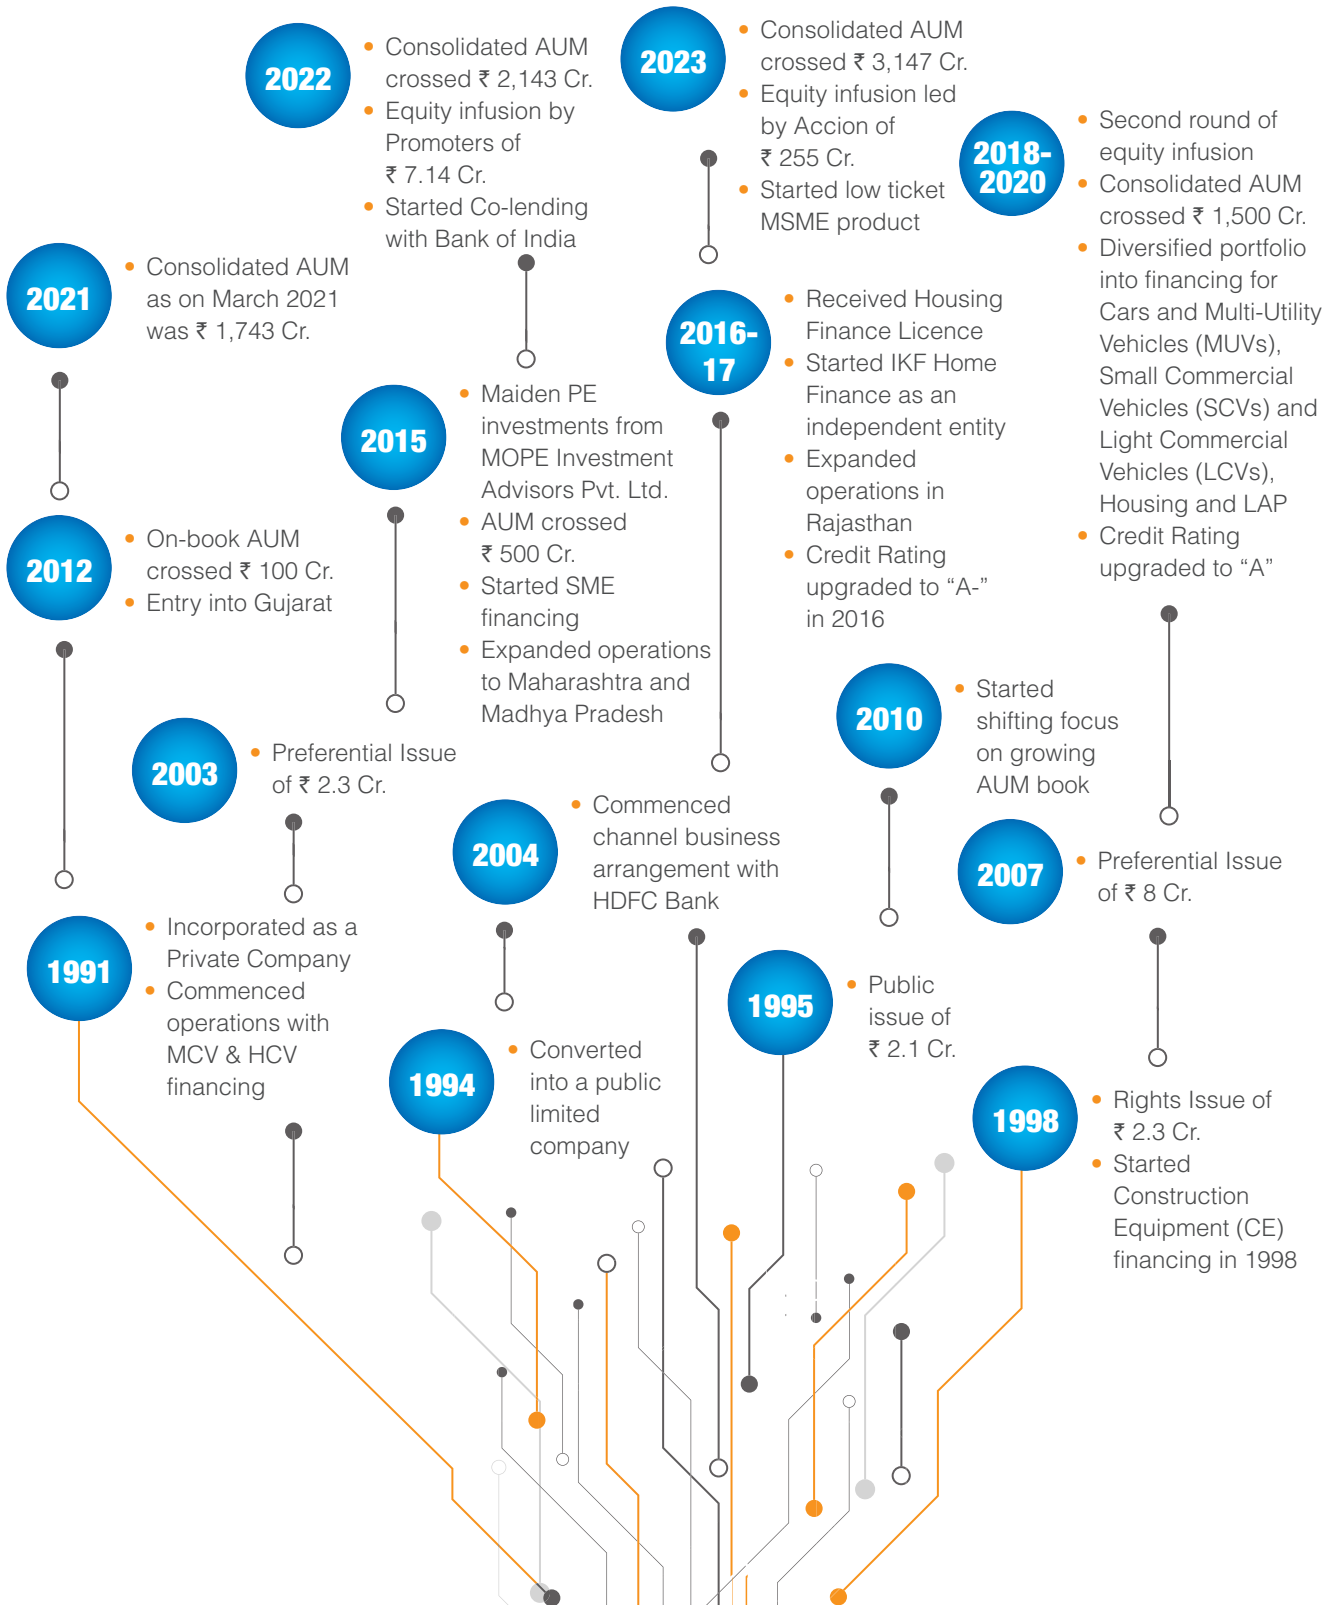 2022
• Consolidated AUM
crossed ₹ 2,143 Cr.
• Equity infusion by
Promoters of
₹ 7.14 Cr.
• Started Co-lending
with Bank of India
2023
• Consolidated AUM
crossed ₹ 3,147 Cr.
• Equity infusion led
by Accion of
₹ 255 Cr.
• Started low ticket
MSME product
2018-
2020
• Second round of
equity infusion
• Consolidated AUM
crossed ₹ 1,500 Cr.
• Diversified portfolio
into financing for
Cars and Multi-Utility
Vehicles (MUVs),
Small Commercial
Vehicles (SCVs) and
Light Commercial
Vehicles (LCVs),
Housing and LAP
• Credit Rating
upgraded to “A”
2021
• Consolidated AUM
as on March 2021
was ₹ 1,743 Cr.
2016-
17
• Received Housing
Finance Licence
• Started IKF Home
Finance as an
independent entity
• Expanded
operations in
Rajasthan
• Credit Rating
upgraded to “A-”
in 2016
2015
• Maiden PE
investments from
MOPE Investment
Advisors Pvt. Ltd.
• AUM crossed
₹ 500 Cr.
• Started SME
financing
• Expanded operations
to Maharashtra and
Madhya Pradesh
2012
• On-book AUM
crossed ₹ 100 Cr.
• Entry into Gujarat
2010
• Started
shifting focus
on growing
AUM book
2003
• Preferential Issue
of ₹ 2.3 Cr.
2004
• Commenced
channel business
arrangement with
HDFC Bank
2007
• Preferential Issue
of ₹ 8 Cr.
1991
• Incorporated as a
Private Company
• Commenced
operations with
MCV & HCV
financing
1995
• Public
issue of
₹ 2.1 Cr.
1994
• Converted
into a public
limited
company
1998
• Rights Issue of
₹ 2.3 Cr.
• Started
Construction
Equipment (CE)
financing in 1998